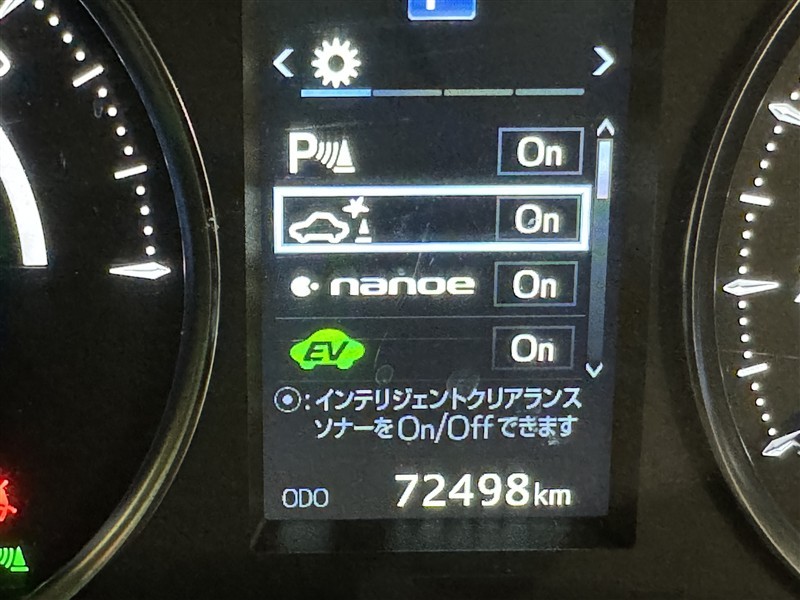 P On
On
nanoe On
EV On
:インテリジェントクリアランス
ソナーをOn/Offできます
ODO 72498km